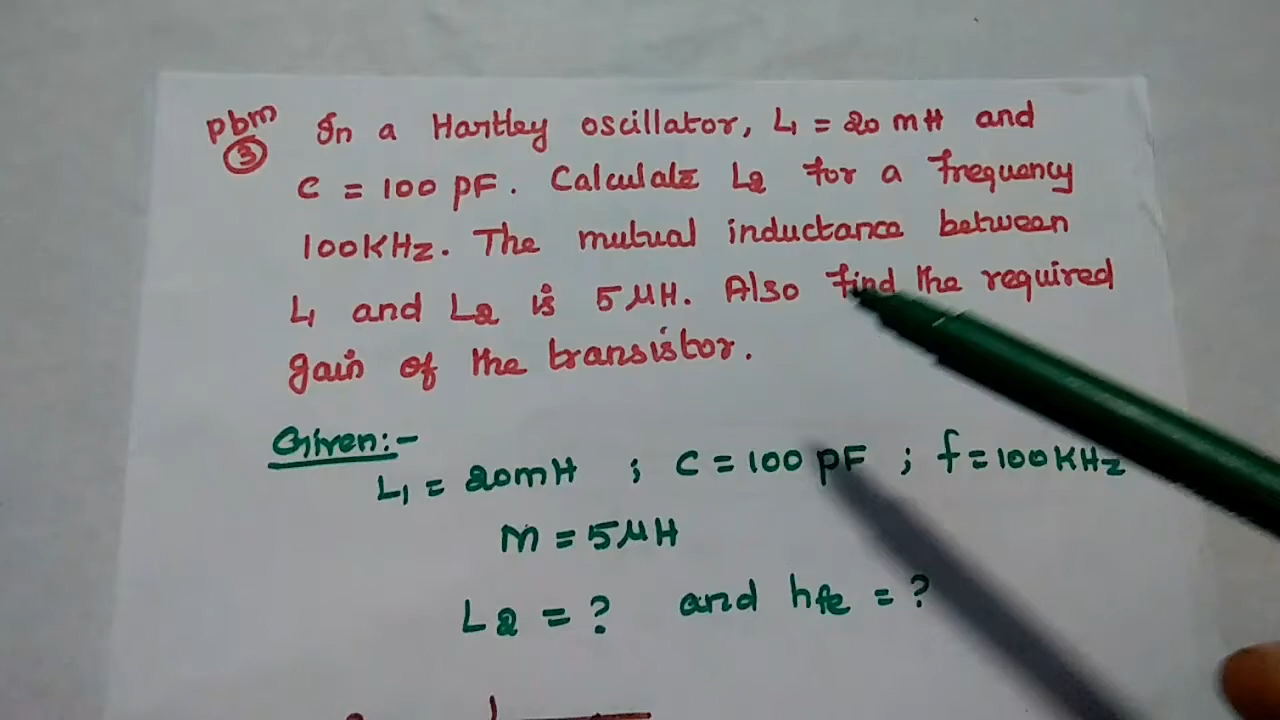 pbm In a Hartley oscillator, L1 = 20 mH and
③ C = 100 pF. Calculate L2 for a frequency
100KHz. The mutual inductance between
L1 and L2 is 5 μH. Also find the required
gain of the transistor.
Given:-
L1 = 20mH ; C = 100 pF ; f = 100KHz
M = 5μH
L2 = ? and hfe = ?